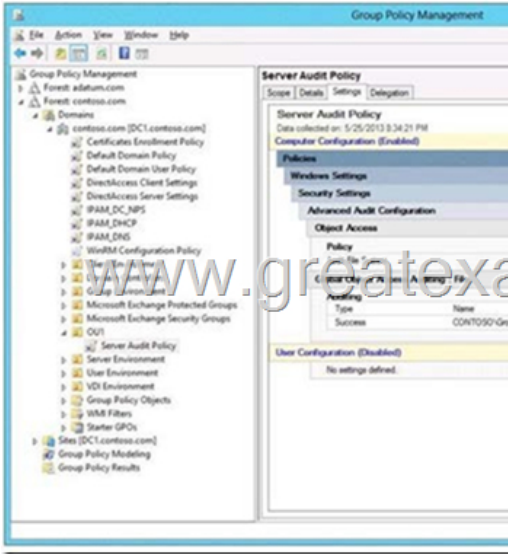 Group Policy Management
File Action View Window Help
Group Policy Management
Forest: adatum.com
Forest: contoso.com
Domains
contoso.com [DC1.contoso.com]
Certificates Enrollment Policy
Default Domain Policy
Default Domain User Policy
DirectAccess Client Settings
DirectAccess Server Settings
IPAM_DC_NPS
IPAM_DHCP
IPAM_DNS
WinRM Configuration Policy
Microsoft Exchange Protected Groups
Microsoft Exchange Security Groups
OU1
Server Audit Policy
Server Environment
User Environment
VDI Environment
Group Policy Objects
WMI Filters
Starter GPOs
Sites [DC1.contoso.com]
Group Policy Modeling
Group Policy Results
Server Audit Policy
Scope Details Settings Delegation
Server Audit Policy
Data collected on: 5/25/2013 8:34:21 PM
Computer Configuration (Enabled)
Policies
Windows Settings
Security Settings
Advanced Audit Configuration
Object Access
Policy
Auditing
Type Name
Success CONTOSO\Gro
User Configuration (Disabled)
No settings defined.
www.greatexa